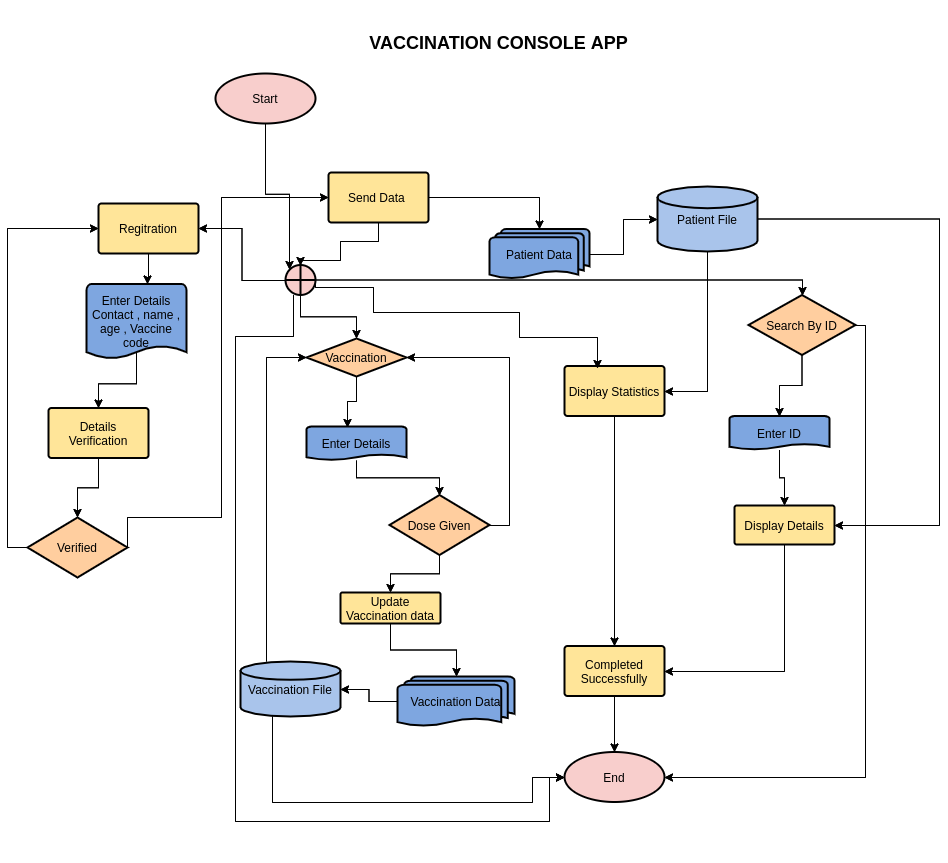 VACCINATION CONSOLE APP
Start
Send Data
Patient File
Regitration
Patient Data
Enter Details
Contact , name ,
age , Vaccine
code
Search By ID
Vaccination
Display Statistics
Details
Verification
Enter Details
Enter ID
Dose Given
Display Details
Verified
Update
Vaccination data
Completed
Successfully
Vaccination File
Vaccination Data
End